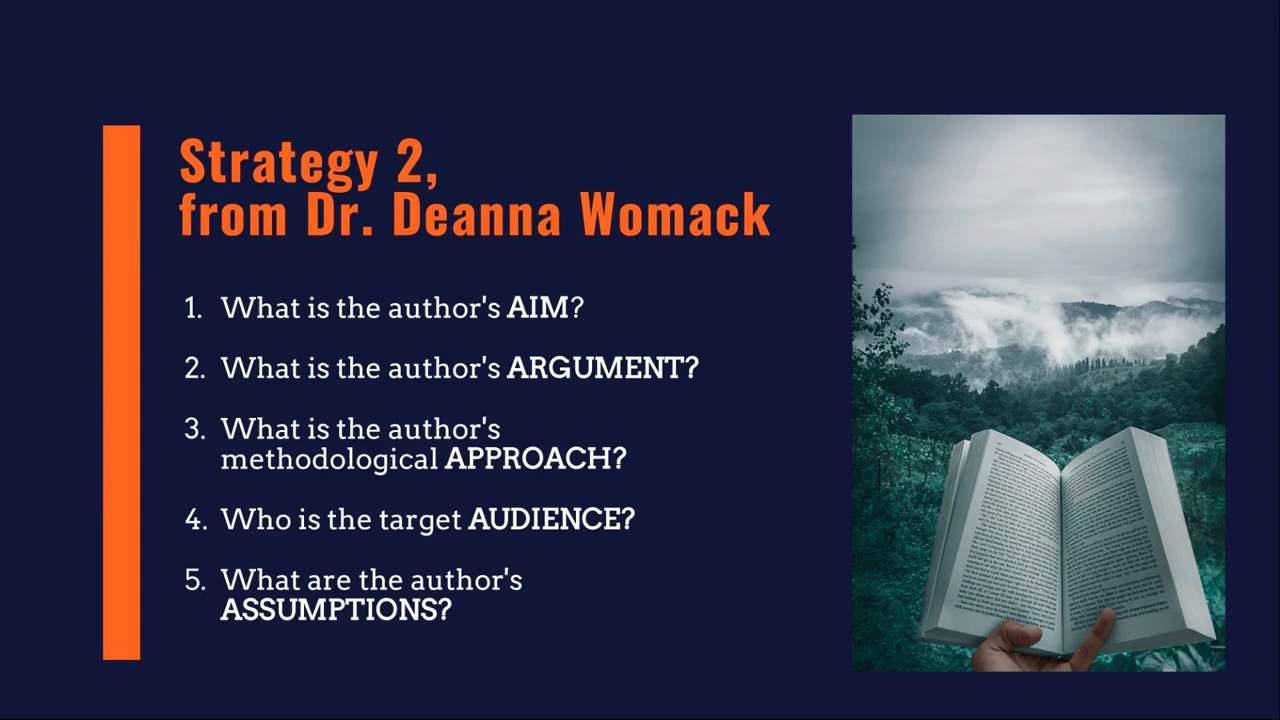 Strategy 2,
from Dr. Deanna Womack
1. What is the author's AIM?
2. What is the author's ARGUMENT?
3. What is the author's
methodological APPROACH?
4. Who is the target AUDIENCE?
5. What are the author's
ASSUMPTIONS?